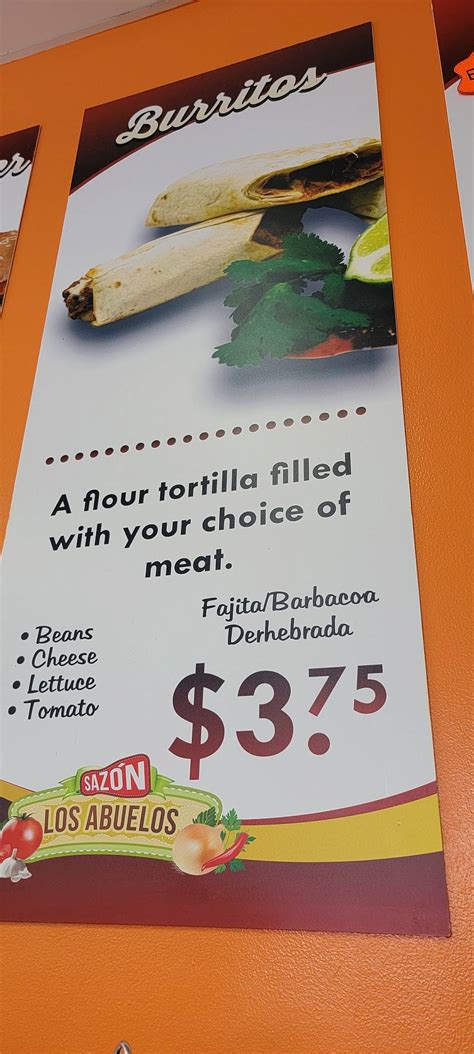 er
Burritos
A flour tortilla filled
with your choice of
meat.
Fajita/Barbacoa
Derhebrada
• Beans
• Cheese
• Lettuce
• Tomato
$3.75
SAZÓN
LOS ABUELOS